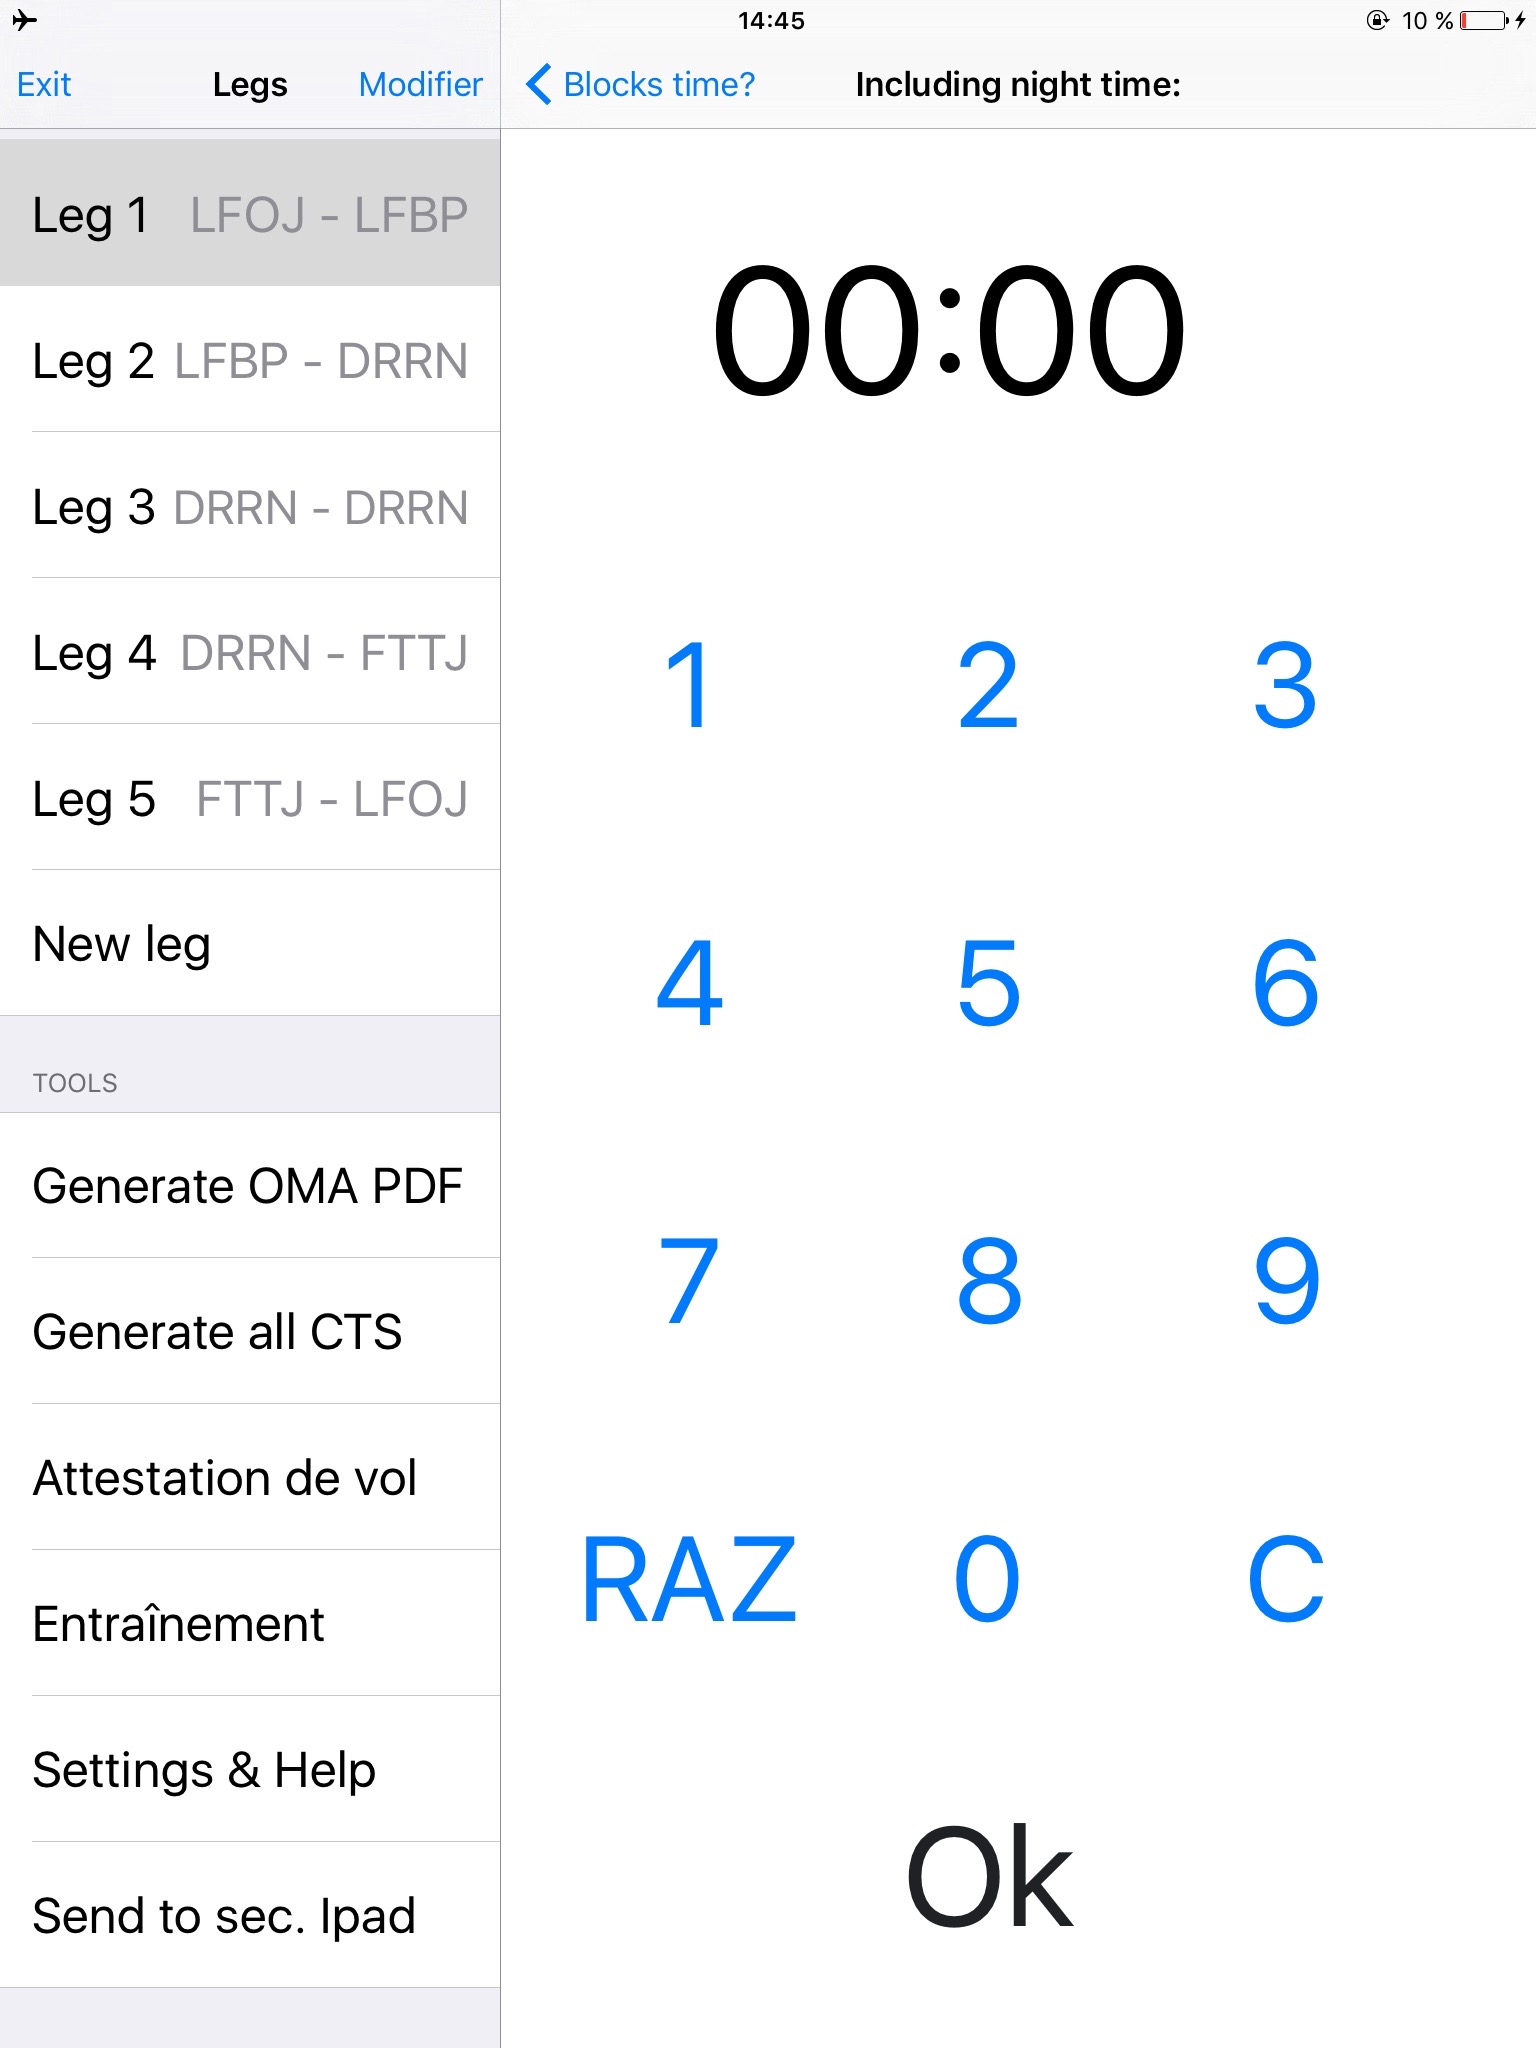 14:45
10 %
Exit Legs Modifier
Blocks time? Including night time:
Leg 1 LFOJ - LFBP
Leg 2 LFBP - DRRN
Leg 3 DRRN - DRRN
Leg 4 DRRN - FTTJ
Leg 5 FTTJ - LFOJ
New leg
TOOLS
Generate OMA PDF
Generate all CTS
Attestation de vol
Entraînement
Settings & Help
Send to sec. Ipad
00:00
1 2 3
4 5 6
7 8 9
RAZ 0 C
Ok